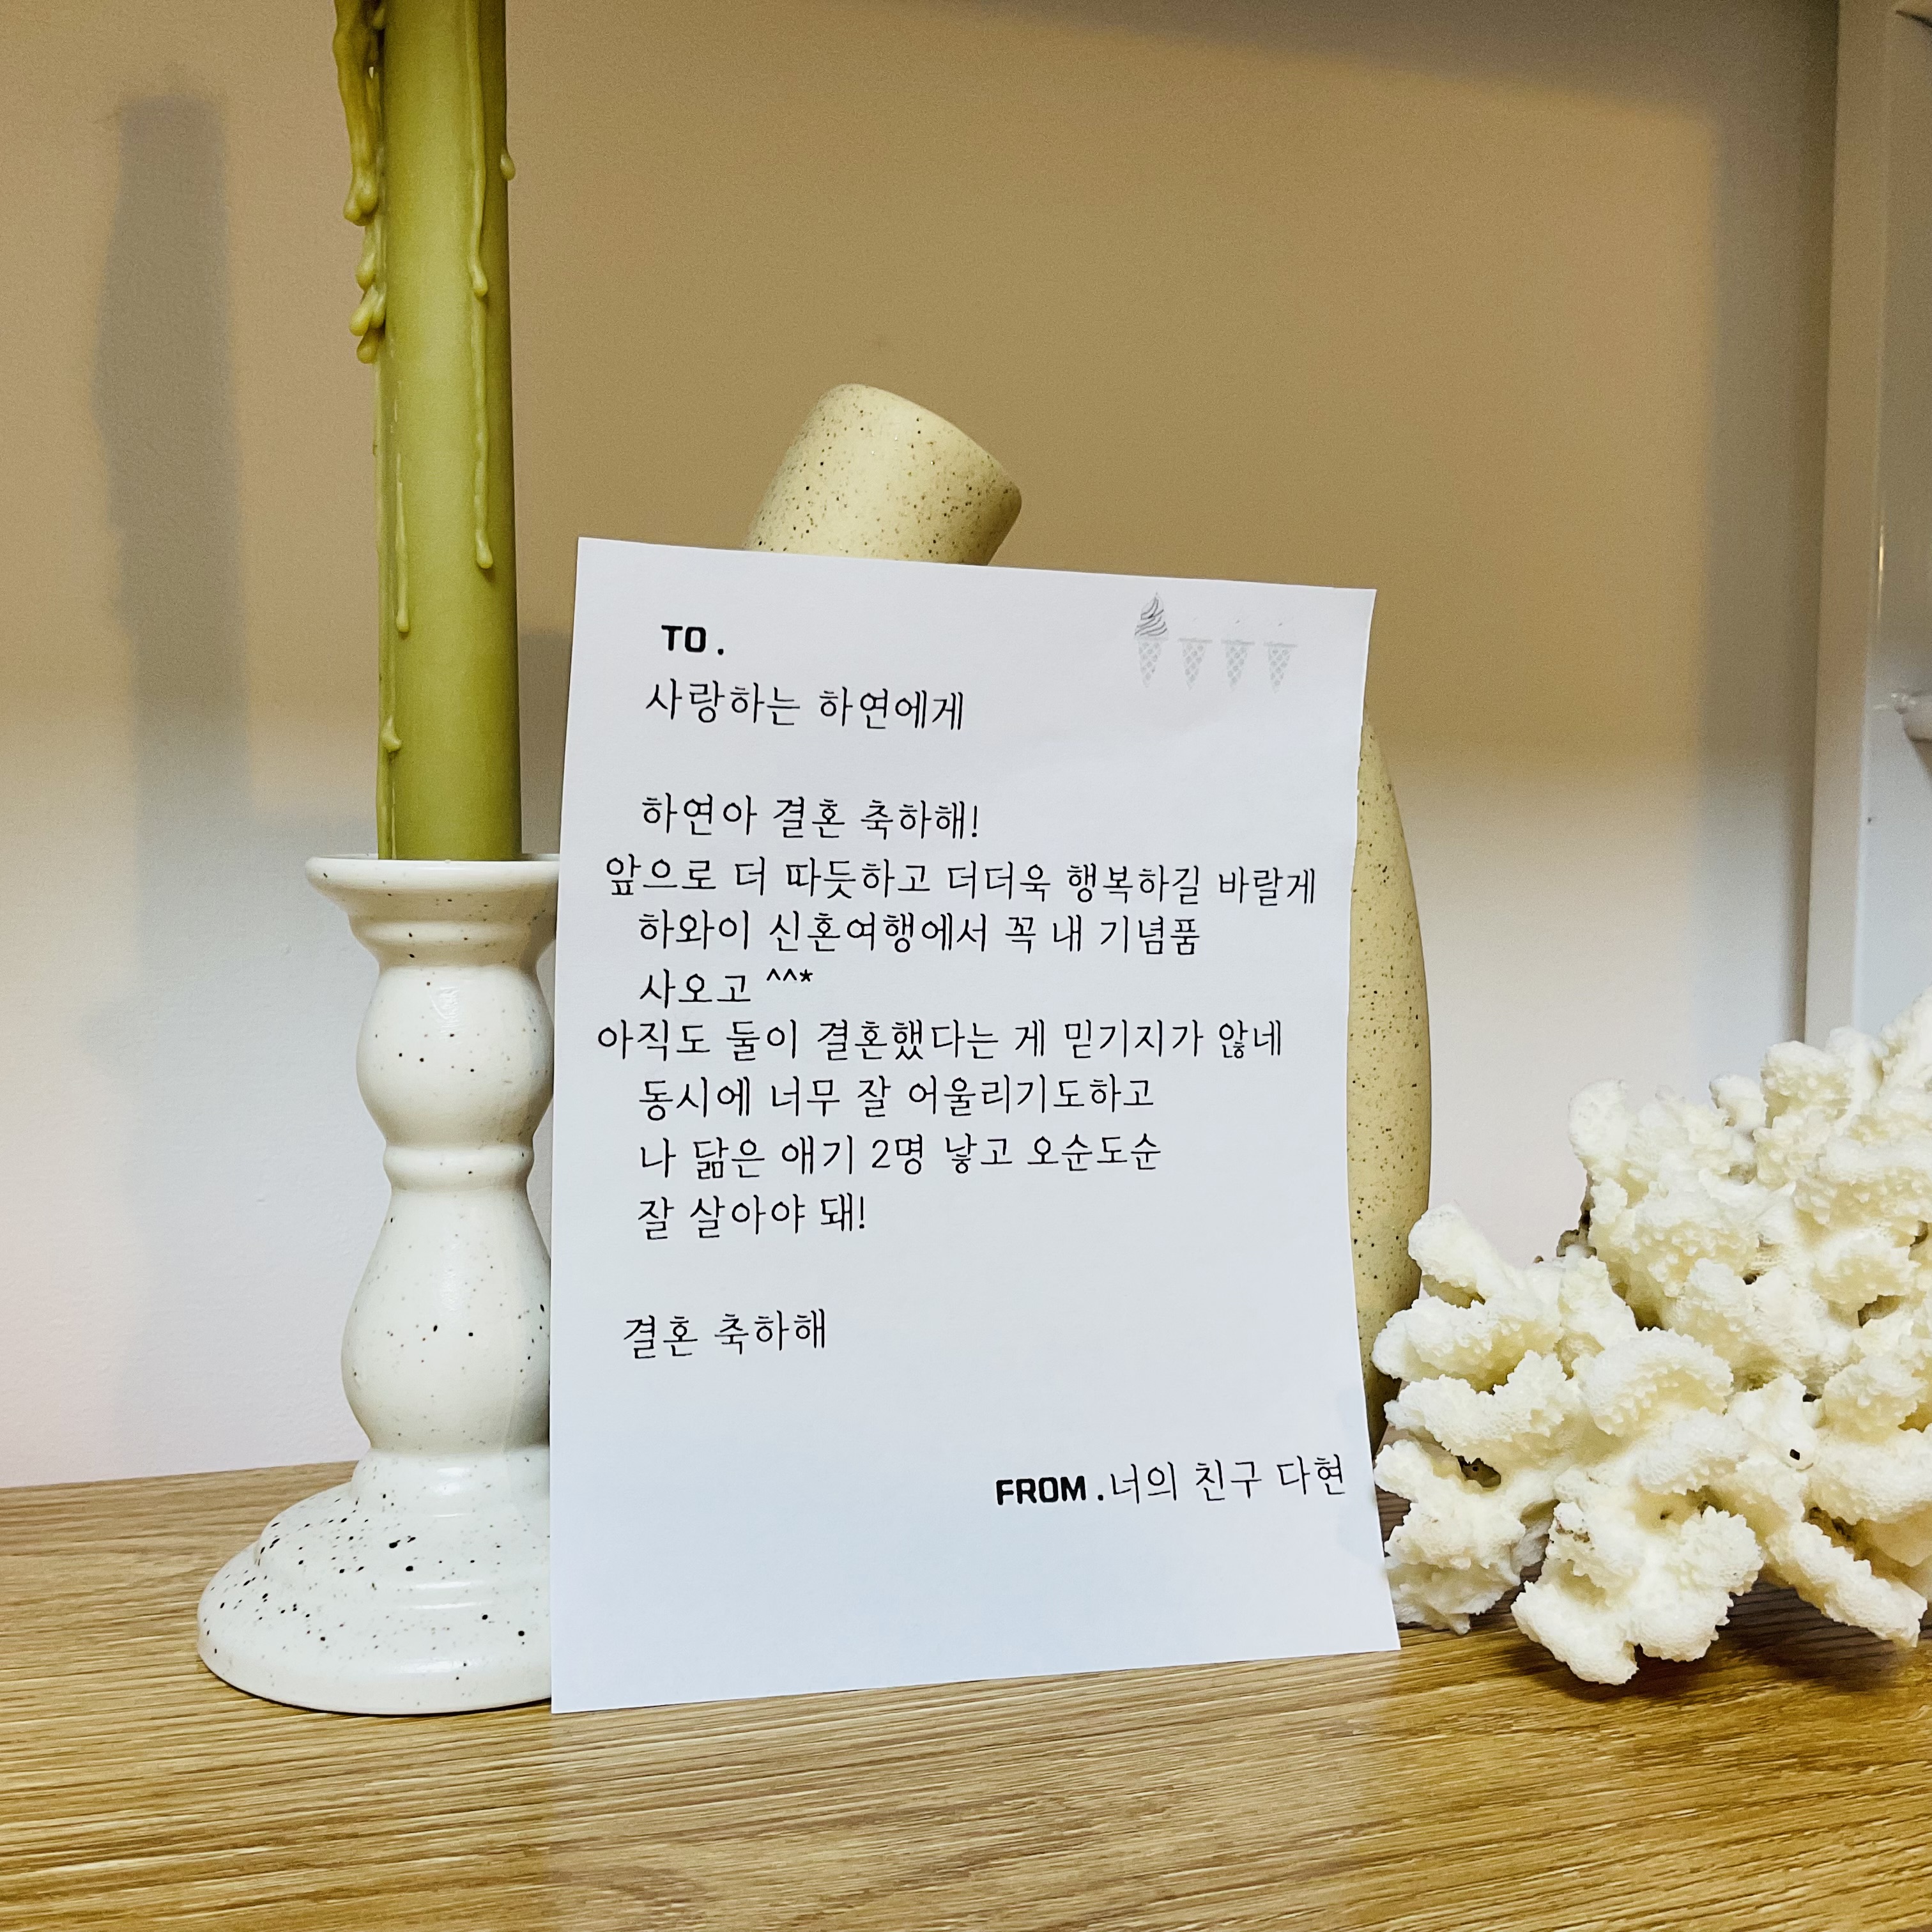 TO.
사랑하는 하연에게
하연아 결혼 축하해!
앞으로 더 따듯하고 더더욱 행복하길 바랄게
하와이 신혼여행에서 꼭 내 기념품
사오고 ^^*
아직도 둘이 결혼했다는 게 믿기지가 않네
동시에 너무 잘 어울리기도하고
나 닮은 애기 2명 낳고 오순도순
잘 살아야 돼!
결혼 축하해
FROM.너의 친구 다현